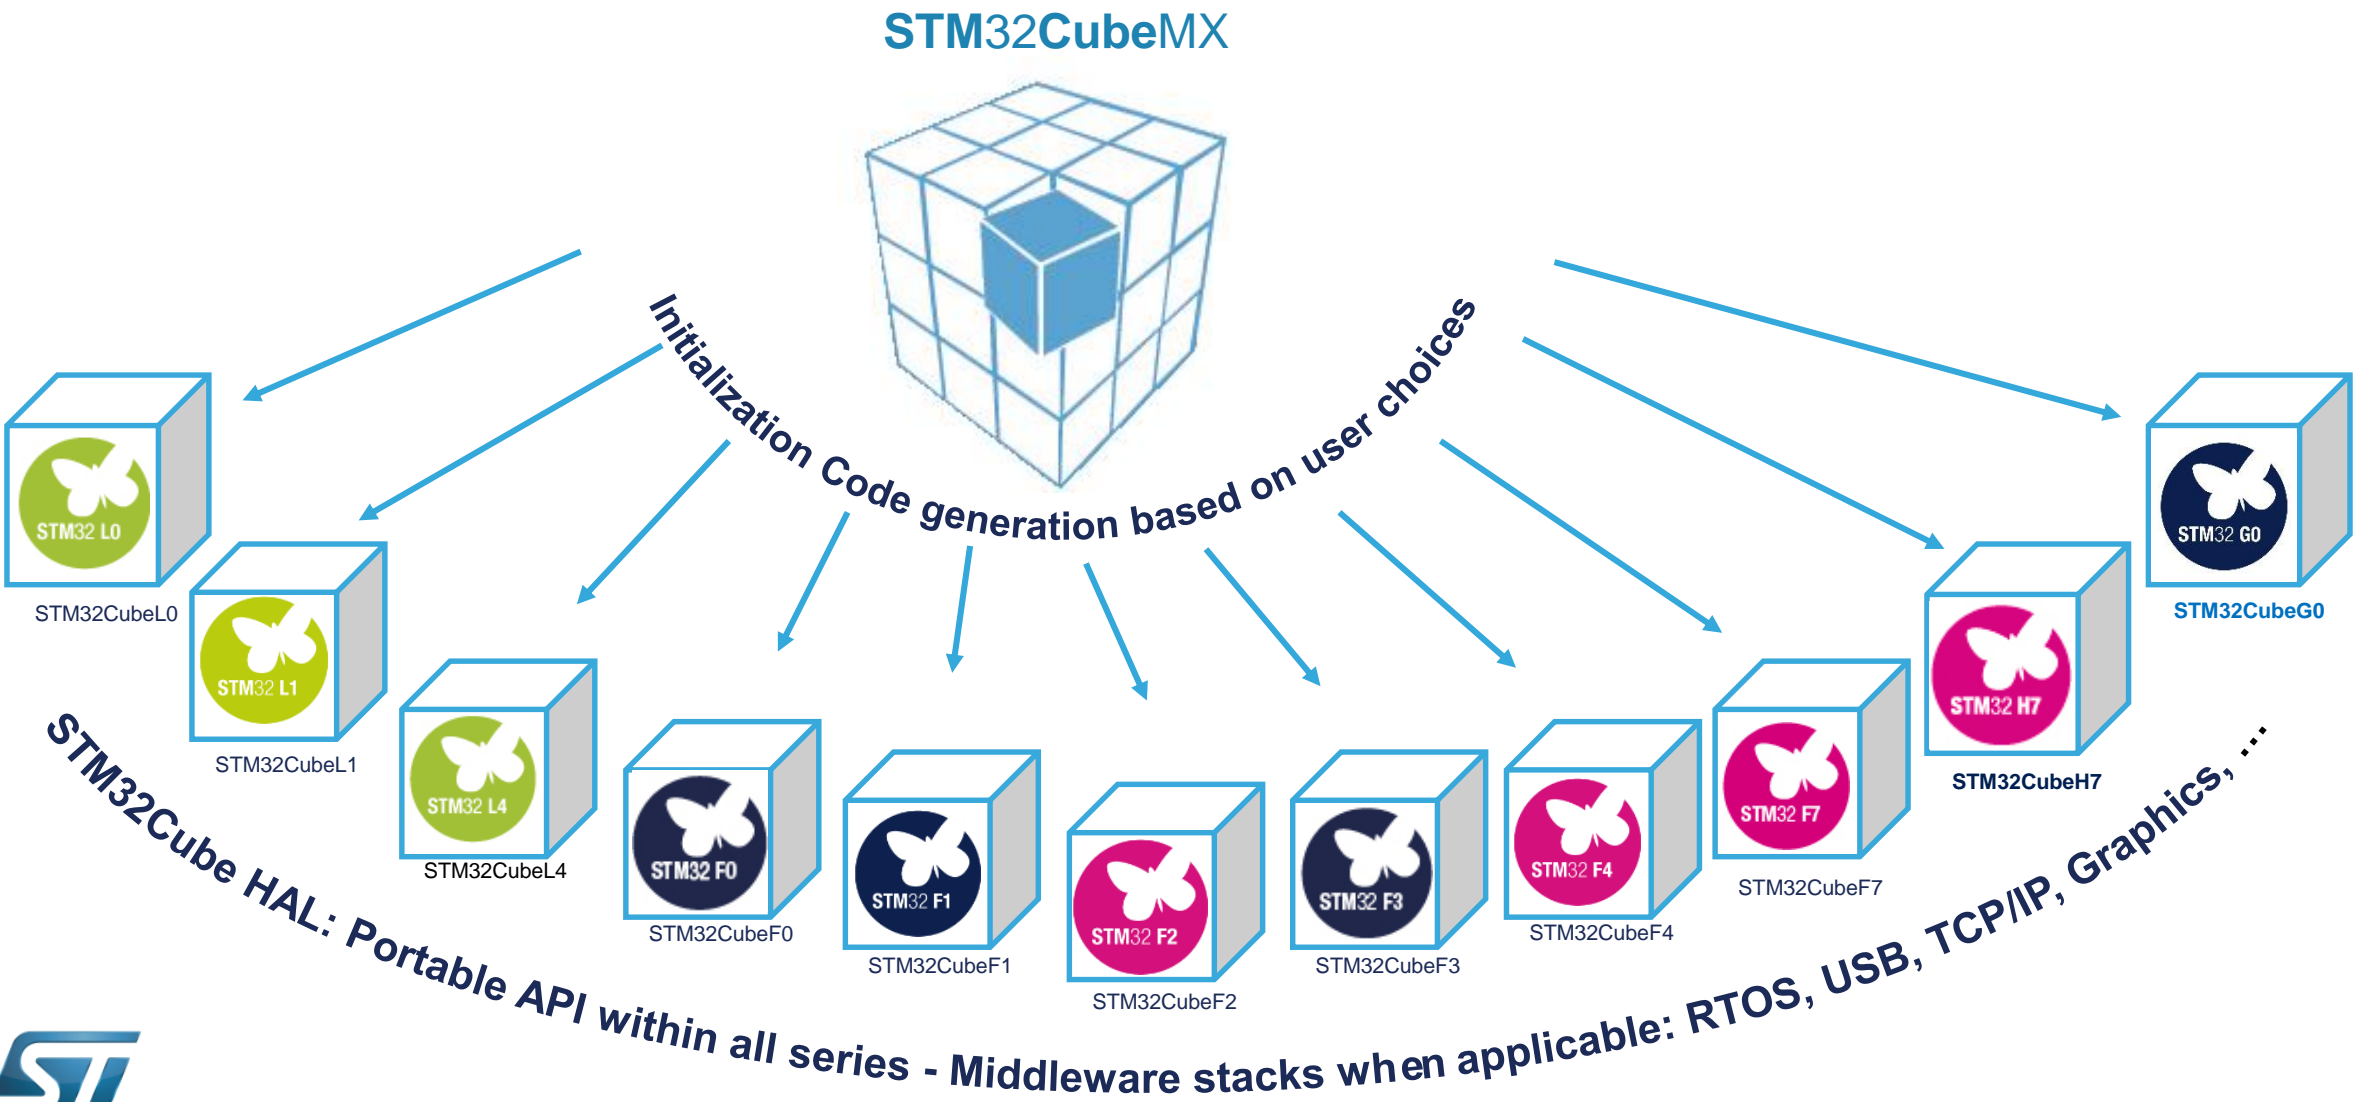 STM32CubeMX
Initialization Code generation based on user choices
STM32 L0
STM32CubeL0
STM32 L1
STM32CubeL1
STM32 L4
STM32CubeL4
STM32 F0
STM32CubeF0
STM32 F1
STM32CubeF1
STM32 F2
STM32CubeF2
STM32 F3
STM32CubeF3
STM32 F4
STM32CubeF4
STM32 F7
STM32CubeF7
STM32 H7
STM32CubeH7
STM32 G0
STM32CubeG0
STM32Cube HAL: Portable API within all series - Middleware stacks when applicable: RTOS, USB, TCP/IP, Graphics, ...
ST